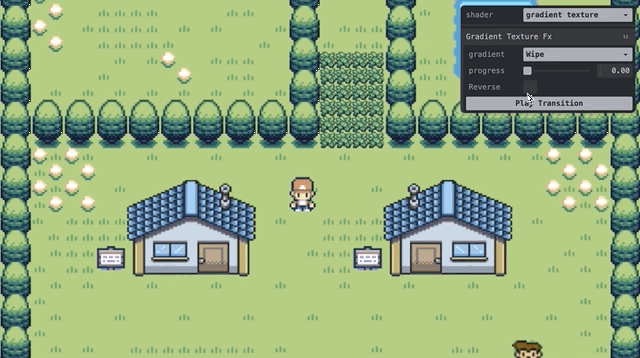 shader gradient texture
Gradient Texture Fx
gradient Wipe
progress 0.00
Reverse
Play Transition